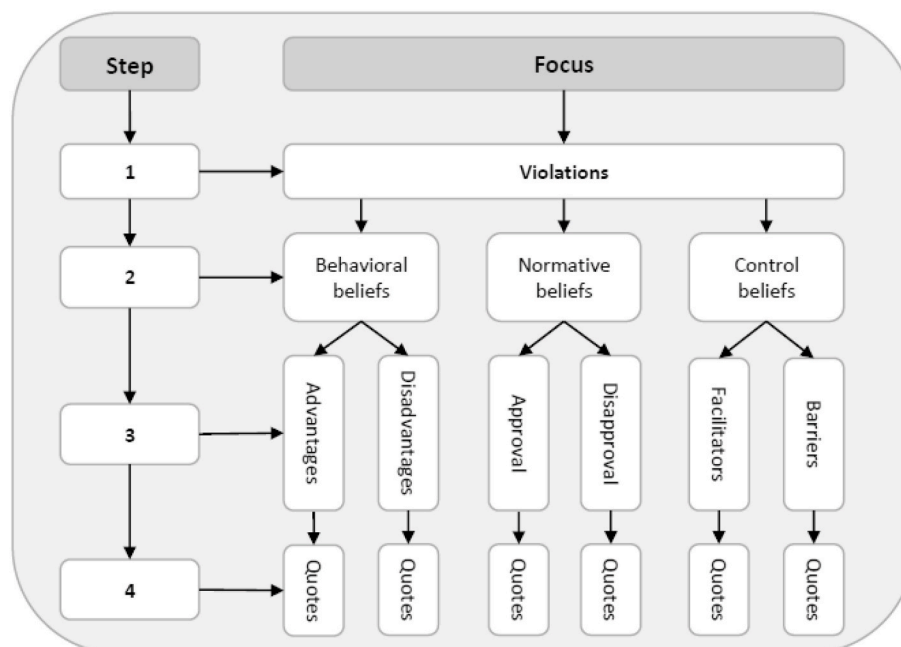 Step
Focus
1
Violations
2
Behavioral
beliefs
Normative
beliefs
Control
beliefs
3
Advantages
Disadvantages
Approval
Disapproval
Facilitators
Barriers
4
Quotes
Quotes
Quotes
Quotes
Quotes
Quotes